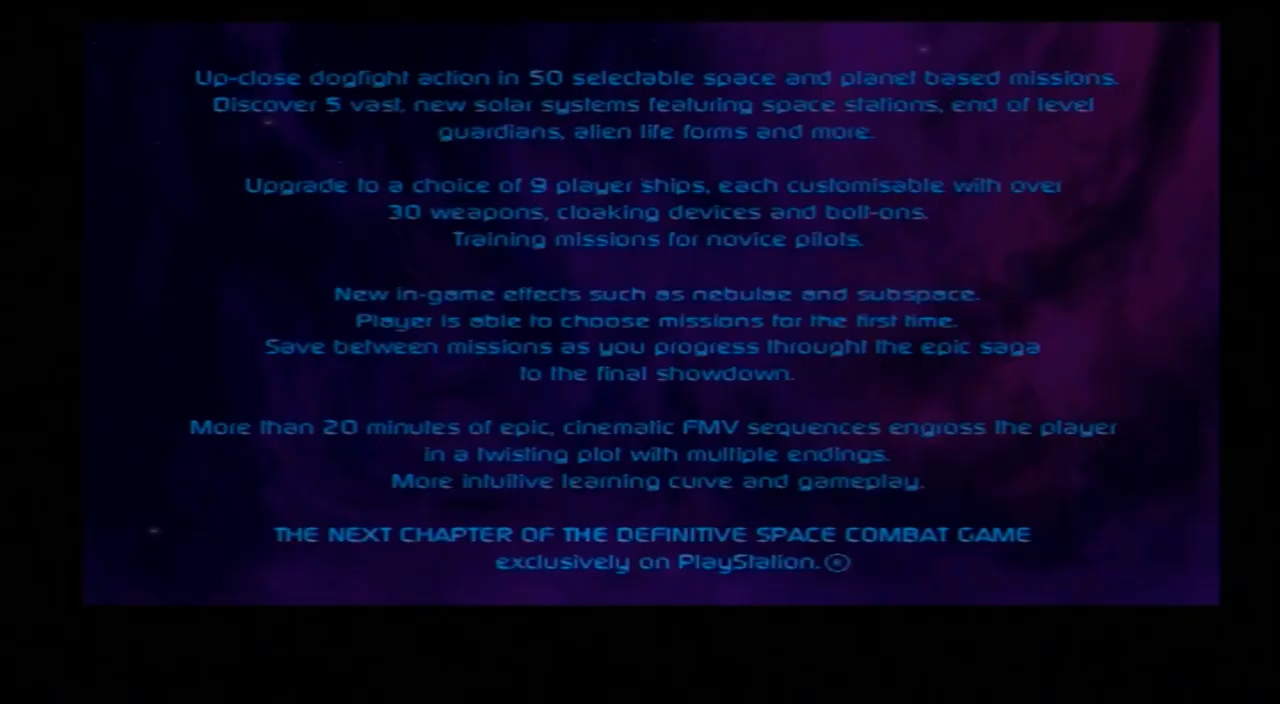 Up-close dogfight action in 50 selectable space and planet based missions.
Discover 5 vast, new solar systems featuring space stations, end of level
guardians, alien life forms and more.
Upgrade to a choice of 9 player ships, each customisable with over
30 weapons, cloaking devices and bolt-ons.
Training missions for novice pilots.
New in-game effects such as nebulae and subspace.
Player is able to choose missions for the first time.
Save between missions as you progress throught the epic saga
to the final showdown.
More than 20 minutes of epic, cinematic FMV sequences engross the player
in a twisting plot with multiple endings.
More intuitive learning curve and gameplay.
THE NEXT CHAPTER OF THE DEFINITIVE SPACE COMBAT GAME
exclusively on PlayStation.®